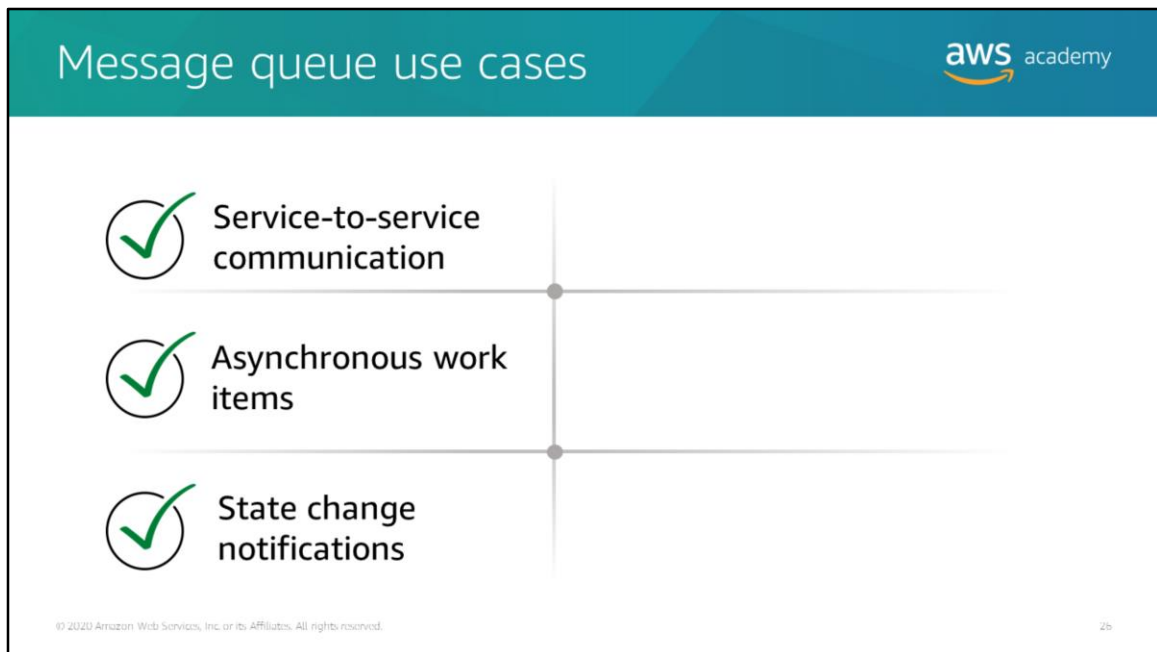 Message queue use cases
aws academy
Service-to-service
communication
Asynchronous work
items
State change
notifications
© 2020 Amazon Web Services, Inc. or its Affiliates. All rights reserved.
26